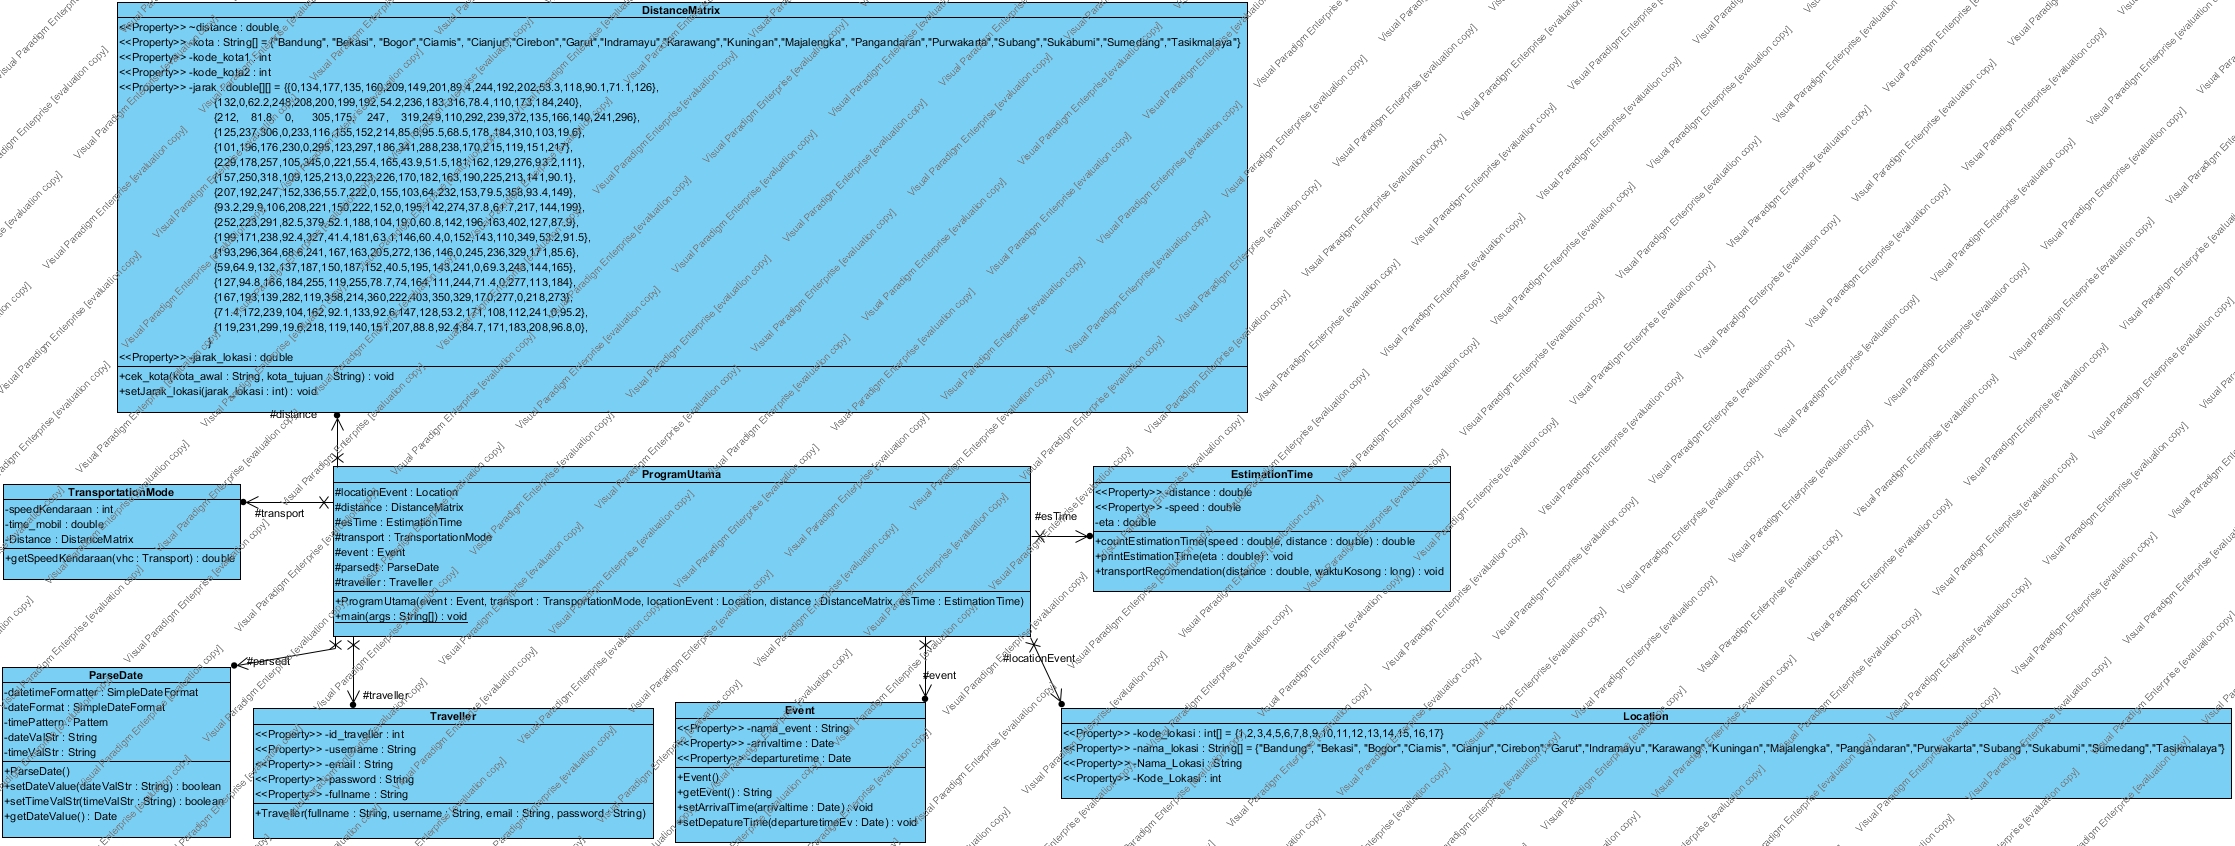 DistanceMatrix
<<Property>> ~distance : double
<<Property>> -kota : String[] = {"Bandung", "Bekasi", "Bogor","Ciamis", "Cianjur","Cirebon","Garut","Indramayu","Karawang","Kuningan","Majalengka", "Pangandaran","Purwakarta","Subang","Sukabumi","Sumedang","Tasikmalaya"}
<<Property>> -kode_kota1 : int
<<Property>> -kode_kota2 : int
<<Property>> -jarak : double[][] = {{0,134,177,135,160,209,149,201,89.4,244,192,202,53.3,118,90.1,71.1,126},
{132,0,62.2,248,208,200,199,192,54.2,236,183,316,78.4,110,173,184,240},
{212, 81.8, 0, 305,175, 247, 319,249,110,292,239,372,135,166,140,241,296},
{125,237,306,0,233,116,155,152,214,85.6,95.5,68.5,178,184,310,103,19.6},
{101,196,176,230,0,295,123,297,186,341,288,238,170,215,119,151,217},
{229,178,257,105,345,0,221,55.4,165,43.9,51.5,181,162,129,276,93.2,111},
{157,250,318,109,125,213,0,223,226,170,182,163,190,225,213,141,90.1},
{207,192,247,152,336,55.7,222,0,155,103,64,232,153,79.5,358,93.4,149},
{93.2,29.9,106,208,221,150,222,152,0,195,142,274,37.8,61.7,217,144,199},
{252,223,291,82.5,379,52.1,188,104,19,0,60.8,142,196,163,402,127,87.9},
{199,171,238,92.4,327,41.4,181,63.1,146,60.4,0,152,143,110,349,53.2,91.5},
{193,296,364,68.6,241,167,163,205,272,136,146,0,245,236,329,171,85.6},
{59,64.9,132,137,187,150,187,152,40.5,195,143,241,0,69.3,243,144,165},
{127,94.8,166,184,255,119,255,78.7,74,164,111,244,71.4,0,277,113,184},
{167,193,139,282,119,358,214,360,222,403,350,329,170,277,0,218,273},
{71.4,172,239,104,162,92.1,133,92.6,147,128,53.2,171,108,112,241,0,95.2},
{119,231,299,19.6,218,119,140,151,207,88.8,92.4,84.7,171,183,208,96.8,0},
}
<<Property>> -jarak_lokasi : double
+cek_kota(kota_awal : String, kota_tujuan : String) : void
+setJarak_lokasi(jarak_lokasi : int) : void
#distance
TransportationMode
-speedKendaraan : int
-time_mobil : double
-Distance : DistanceMatrix
+getSpeedKendaraan(vhc : Transport) : double
#transport
ProgramUtama
#locationEvent : Location
#distance : DistanceMatrix
#esTime : EstimationTime
#transport : TransportationMode
#event : Event
#parsedt : ParseDate
#traveller : Traveller
+ProgramUtama(event : Event, transport : TransportationMode, locationEvent : Location, distance : DistanceMatrix, esTime : EstimationTime)
+main(args : String[]) : void
#esTime
EstimationTime
<<Property>> -distance : double
<<Property>> -speed : double
-eta : double
+countEstimationTime(speed : double, distance : double) : double
+printEstimationTime(eta : double) : void
+transportRecomendation(distance : double, waktuKosong : long) : void
#parsedt
#traveller
#event
#locationEvent
ParseDate
-datetimeFormatter : SimpleDateFormat
-dateFormat : SimpleDateFormat
-timePattern : Pattern
-dateValStr : String
-timeValStr : String
+ParseDate()
+setDateValue(dateValStr : String) : boolean
+setTimeValStr(timeValStr : String) : boolean
+getDateValue() : Date
Traveller
<<Property>> -id_traveller : int
<<Property>> -username : String
<<Property>> -email : String
<<Property>> -password : String
<<Property>> -fullname : String
+Traveller(fullname : String, username : String, email : String, password : String)
Event
<<Property>> -nama_event : String
<<Property>> -arrivaltime : Date
<<Property>> -departuretime : Date
+Event()
+getEvent() : String
+setArrivalTime(arrivaltime : Date) : void
+setDepatureTime(departuretimeEv : Date) : void
Location
<<Property>> -kode_lokasi : int[] = {1,2,3,4,5,6,7,8,9,10,11,12,13,14,15,16,17}
<<Property>> -nama_lokasi : String[] = {"Bandung", "Bekasi", "Bogor","Ciamis", "Cianjur","Cirebon","Garut","Indramayu","Karawang","Kuningan","Majalengka", "Pangandaran","Purwakarta","Subang","Sukabumi","Sumedang","Tasikmalaya"}
<<Property>> -Nama_Lokasi : String
<<Property>> -Kode_Lokasi : int
Visual Paradigm Enterprise [evaluation copy]